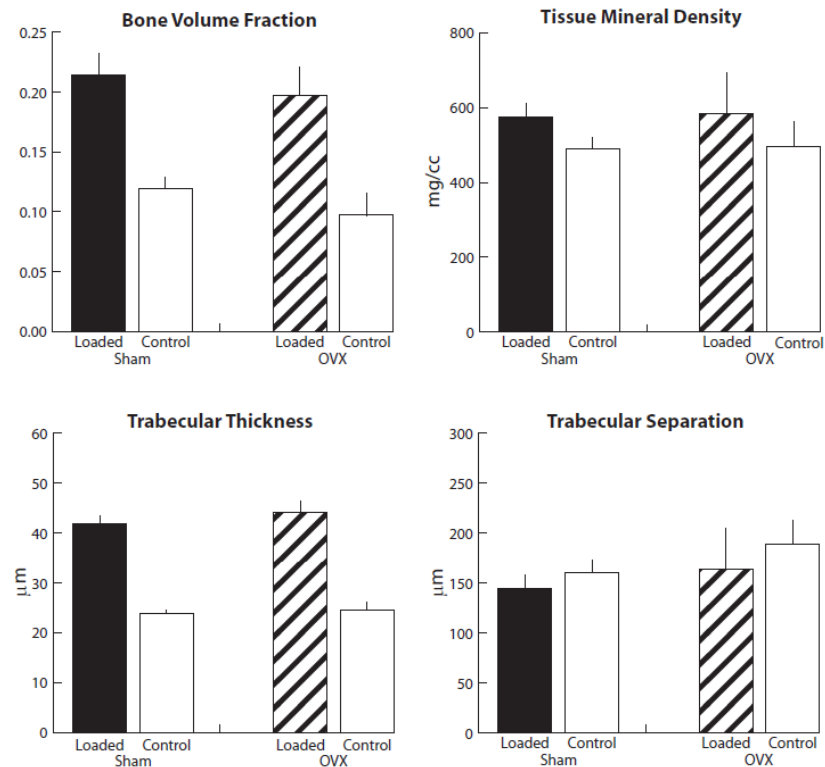 Bone Volume Fraction
0.25
0.20
0.15
0.10
0.05
0.00
Loaded Control Loaded Control
Sham OVX
Tissue Mineral Density
800
600
400
200
0
mg/cc
Loaded Control Loaded Control
Sham OVX
Trabecular Thickness
60
50
40
30
20
10
0
μm
Loaded Control Loaded Control
Sham OVX
Trabecular Separation
300
250
200
150
100
50
0
μm
Loaded Control Loaded Control
Sham OVX